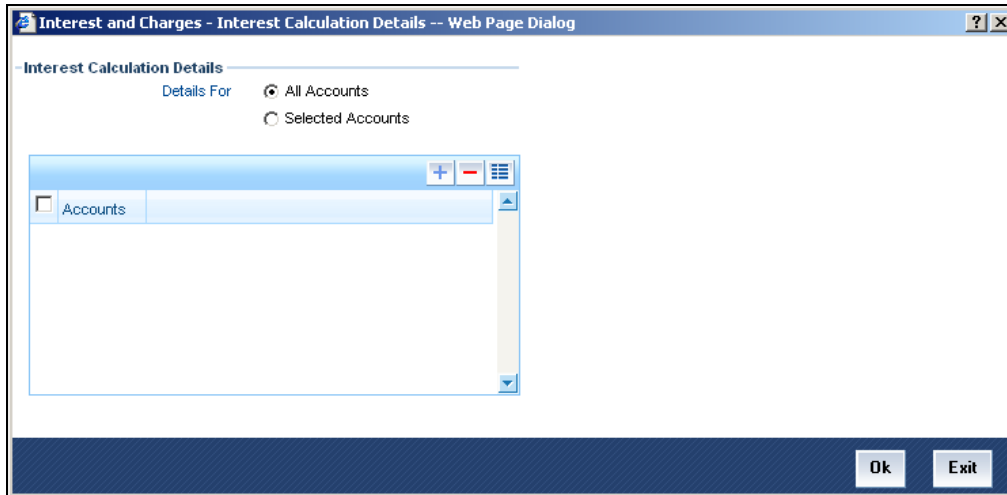 Interest and Charges - Interest Calculation Details -- Web Page Dialog
Interest Calculation Details
Details For All Accounts
Selected Accounts
Accounts
Ok Exit